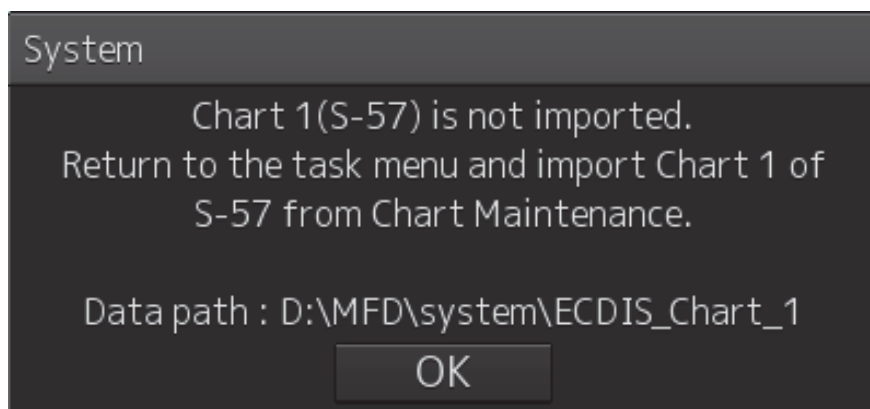 System
Chart 1(S-57) is not imported.
Return to the task menu and import Chart 1 of
S-57 from Chart Maintenance.
Data path : D:\MFD\system\ECDIS_Chart_1
OK